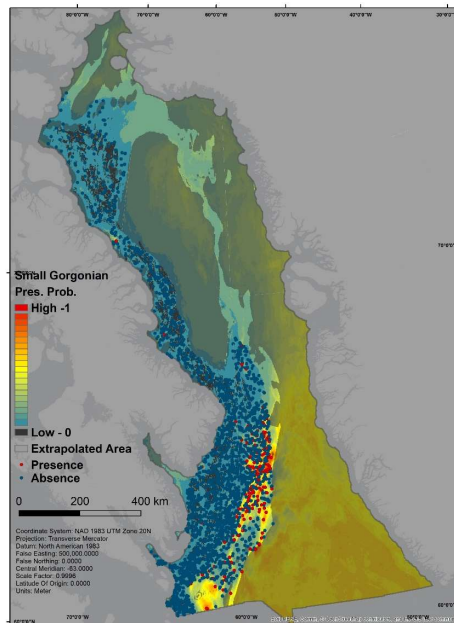 80°0'0"W 70°0'0"W 60°0'0"W 50°0'0"W 40°0'0"W
Small Gorgonian
Pres. Prob.
High -1
Low - 0
Extrapolated Area
Presence
Absence
0 200 400 km
Coordinate System: NAD 1983 UTM Zone 20N
Projection: Transverse Mercator
Datum: North American 1983
False Easting: 500,000.0000
False Northing: 0.0000
Central Meridian: -63.0000
Scale Factor: 0.9996
Latitude Of Origin: 0.0000
Units: Meter
70°0'0"W 60°0'0"W 50°0'0"W